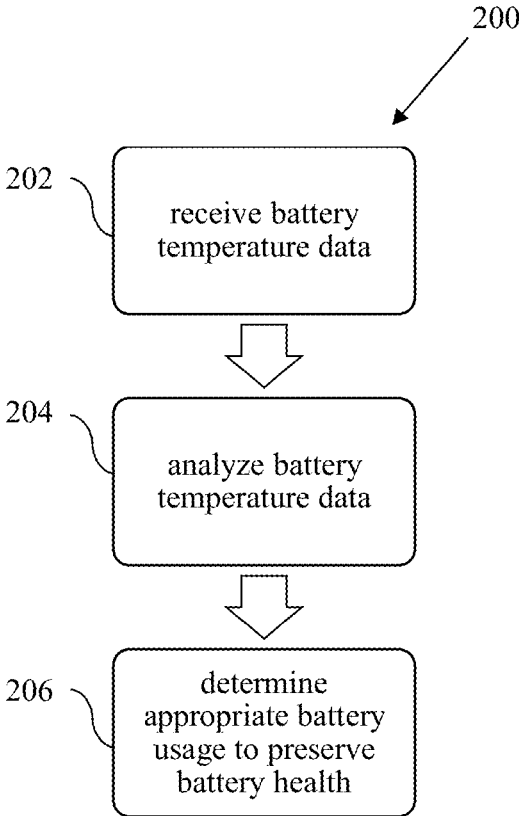 200
202
receive battery
temperature data
204
analyze battery
temperature data
206
determine
appropriate battery
usage to preserve
battery health